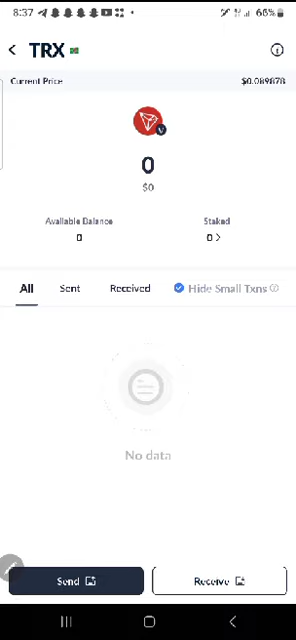 8:37
66%
TRX
Current Price
$0.089878
0
$0
Available Balance
Staked
0
0 >
All
Sent
Received
Hide Small Txns
No data
Send
Receive